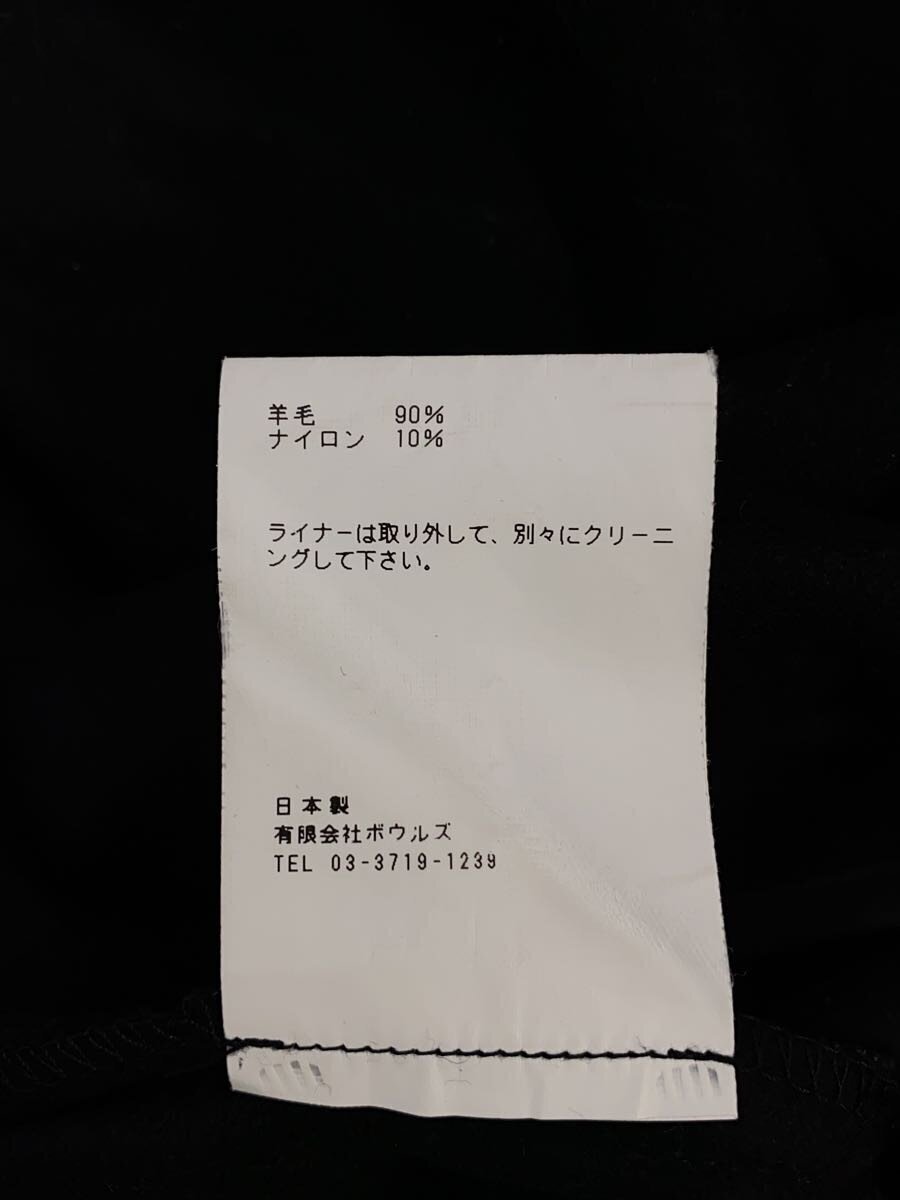 羊毛 90%
ナイロン 10%
ライナーは取り外して、別々にクリーニ
ングして下さい。
日本製
有限会社ボウルズ
TEL 03-3719-1239